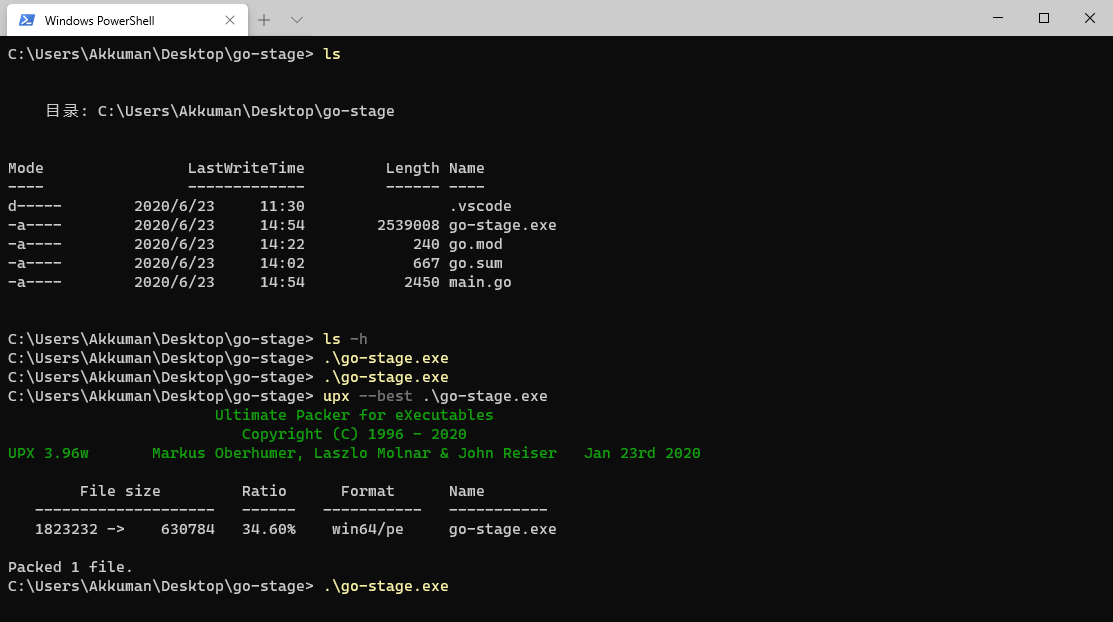 Windows PowerShell
C:\Users\Akkuman\Desktop\go-stage> ls
目录: C:\Users\Akkuman\Desktop\go-stage
Mode                LastWriteTime         Length Name
----                -------------         ------ ----
d-----        2020/6/23     11:30                .vscode
-a----        2020/6/23     14:54        2539008 go-stage.exe
-a----        2020/6/23     14:22            240 go.mod
-a----        2020/6/23     14:02            667 go.sum
-a----        2020/6/23     14:54           2450 main.go
C:\Users\Akkuman\Desktop\go-stage> ls -h
C:\Users\Akkuman\Desktop\go-stage> .\go-stage.exe
C:\Users\Akkuman\Desktop\go-stage> .\go-stage.exe
C:\Users\Akkuman\Desktop\go-stage> upx --best .\go-stage.exe
Ultimate Packer for eXecutables
Copyright (C) 1996 - 2020
UPX 3.96w       Markus Oberhumer, Laszlo Molnar & John Reiser   Jan 23rd 2020
File size         Ratio      Format      Name
--------------------   ------   -----------   -----------
1823232 ->    630784   34.60%    win64/pe     go-stage.exe
Packed 1 file.
C:\Users\Akkuman\Desktop\go-stage> .\go-stage.exe